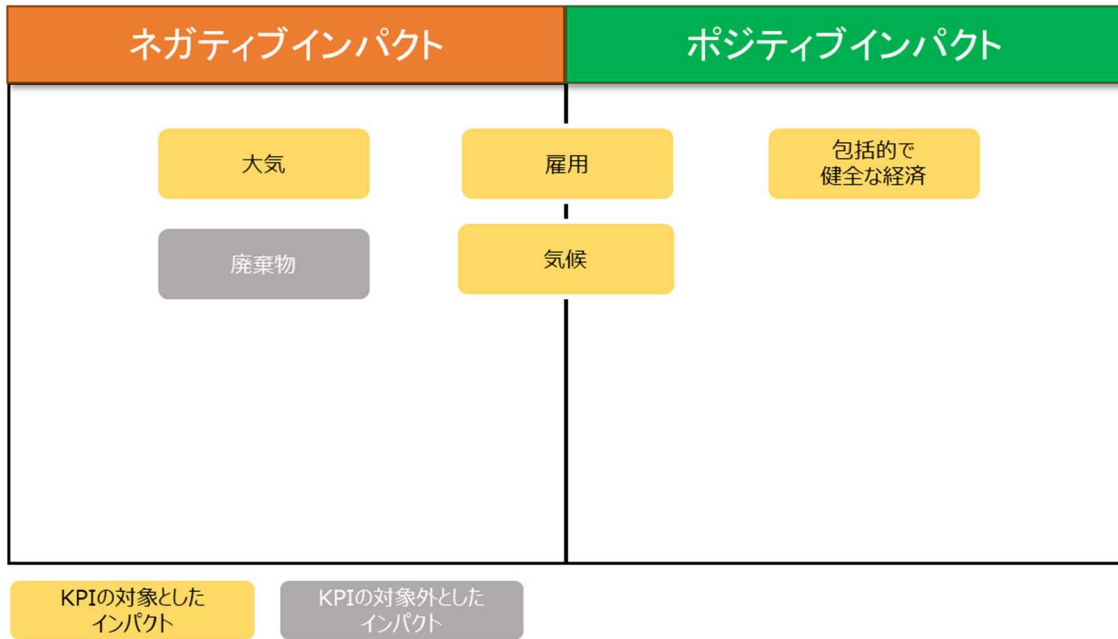 ネガティブインパクト
ポジティブインパクト
大気
雇用
包括的で
健全な経済
廃棄物
気候
KPIの対象とした
インパクト
KPIの対象外とした
インパクト